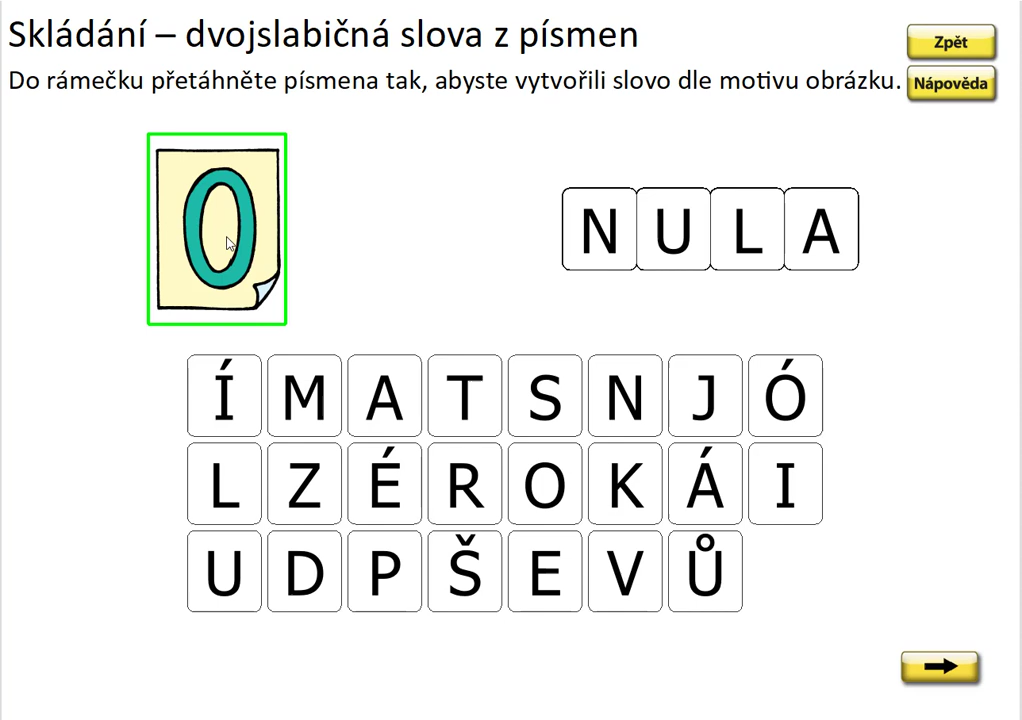 Skládání – dvojslabičná slova z písmen
Zpět
Do rámečku přetáhněte písmena tak, abyste vytvořili slovo dle motivu obrázku.
Nápověda
0
N U L A
Í M A T S N J Ó
L Z É R O K Á I
U D P Š E V Ů